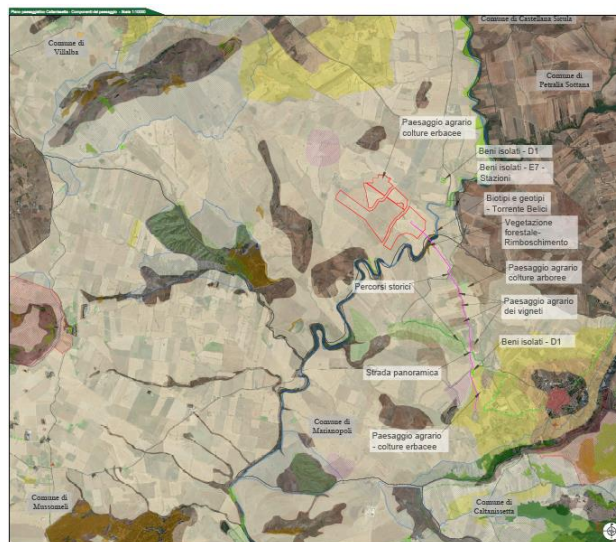 Piano paesaggistico Caltanissetta - Componenti del paesaggio - Scala
Comune di
Villalba
Comune di
Castellana Sicula
Comune di
Petralia Sottana
Paesaggio agrario
colture erbacee
Beni isolati - D1
Beni isolati - E7 -
Stazioni
Biotipi e geotipi
- Torrente Belici
Vegetazione
forestale-
Rimboschimento
Paesaggio agrario
colture arboree
Percorsi storici
Paesaggio agrario
dei vigneti
Beni isolati - D1
Strada panoramica
Comune di
Marianopoli
Paesaggio agrario
- colture erbacee
Comune di
Mussomeli
Comune di
Caltanissetta